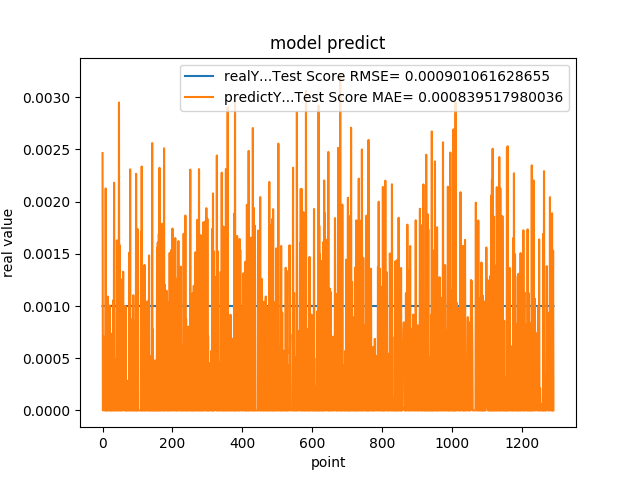 model predict
realY...Test Score RMSE= 0.000901061628655
predictY...Test Score MAE= 0.000839517980036
real value
0.0030
0.0025
0.0020
0.0015
0.0010
0.0005
0.0000
0 200 400 600 800 1000 1200
point